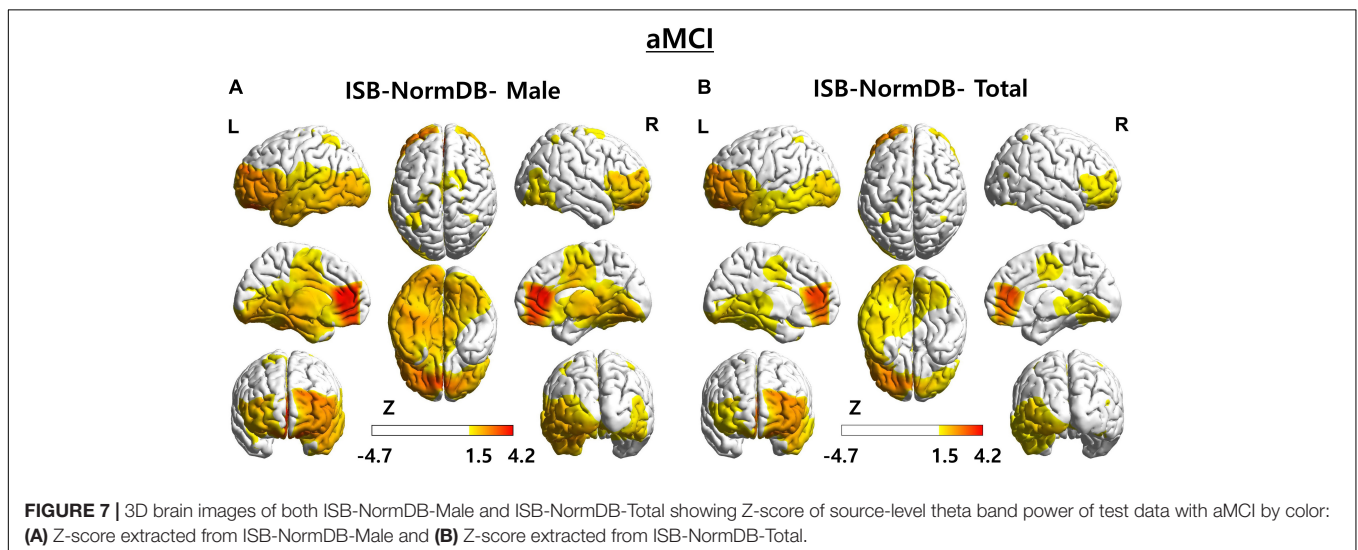 aMCI
A
ISB-NormDB- Male
B
ISB-NormDB- Total
L
R
L
R
Z
-4.7
1.5
4.2
Z
-4.7
1.5
4.2
FIGURE 7 | 3D brain images of both ISB-NormDB-Male and ISB-NormDB-Total showing Z-score of source-level theta band power of test data with aMCI by color:
(A) Z-score extracted from ISB-NormDB-Male and (B) Z-score extracted from ISB-NormDB-Total.